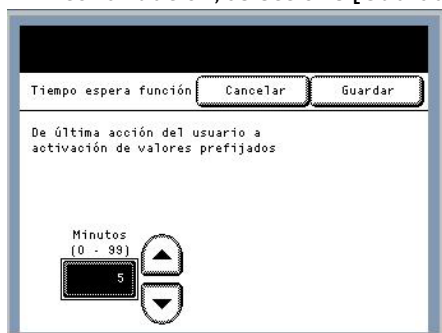 Tiempo espera función Cancelar Guardar
De última acción del usuario a
activación de valores prefijados
Minutos
(0 - 99)
5